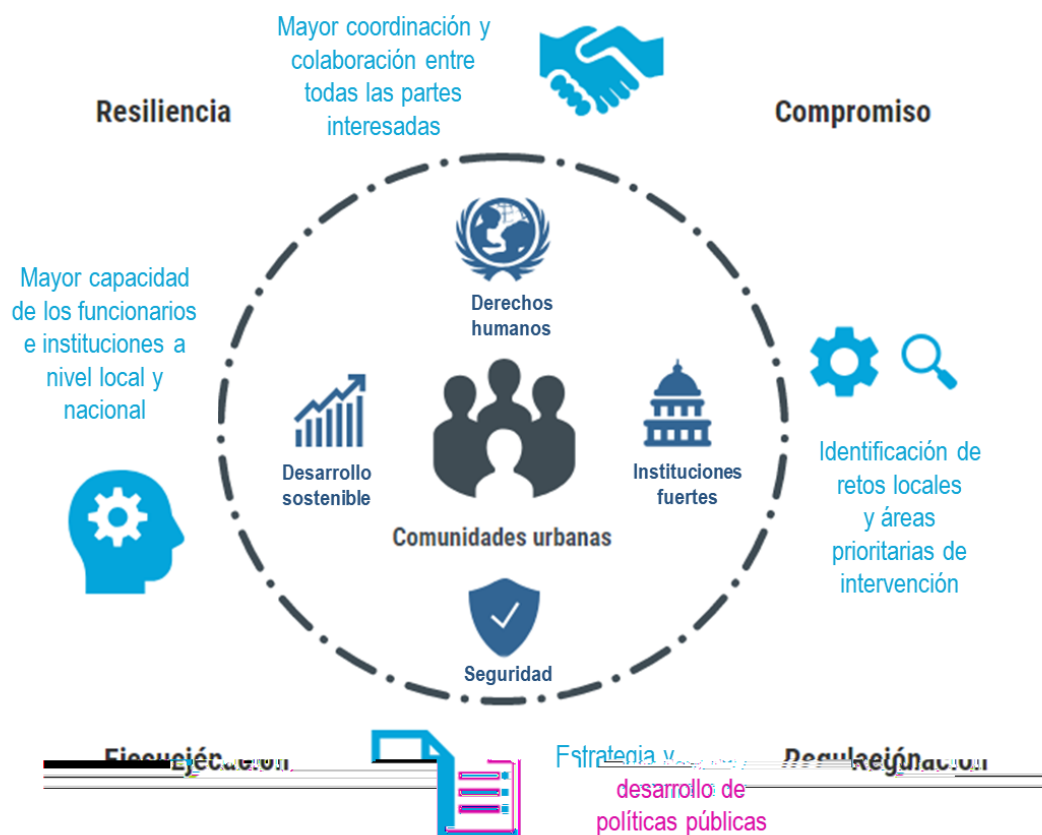 Mayor coordinación y
colaboración entre
todas las partes
interesadas
Resiliencia
Compromiso
Mayor capacidad
de los funcionarios
e instituciones a
nivel local y
nacional
Derechos
humanos
Desarrollo
sostenible
Instituciones
fuertes
Comunidades urbanas
Seguridad
Identificación de
retos locales
y áreas
prioritarias de
intervención
Estrategia y
desarrollo de
políticas públicas